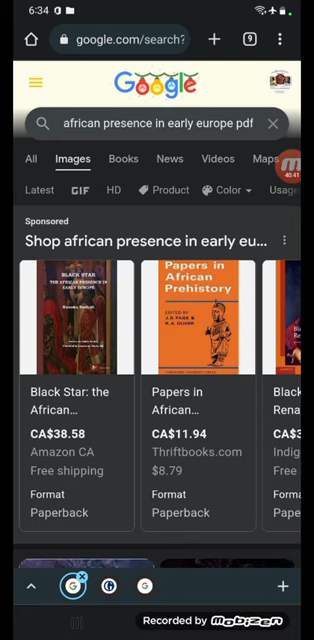 6:34
google.com/search?
9
Google
african presence in early europe pdf
All Images Books News Videos Maps
40:41
Latest GIF HD Product Color Usage
Sponsored
Shop african presence in early eu...
BLACK STAR
THE AFRICAN PRESENCE IN
EARLY EUROPE
Papers in
African
Prehistory
EDITED BY
J.D. FAGE &
R.A. OLIVER
Black Star: the
African...
CA$38.58
Amazon CA
Free shipping
Format
Paperback
Papers in
African...
CA$11.94
Thriftbooks.com
$8.79
Format
Paperback
Black
Rena
CA$3
Indig
Free
Form
Pape
Recorded by Mobizen